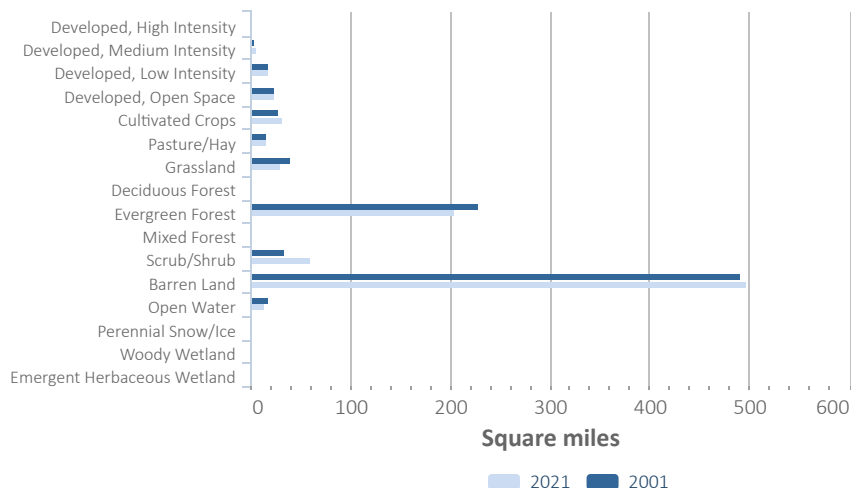 Developed, High Intensity
Developed, Medium Intensity
Developed, Low Intensity
Developed, Open Space
Cultivated Crops
Pasture/Hay
Grassland
Deciduous Forest
Evergreen Forest
Mixed Forest
Scrub/Shrub
Barren Land
Open Water
Perennial Snow/Ice
Woody Wetland
Emergent Herbaceous Wetland
0 100 200 300 400 500 600
Square miles
2021 2001